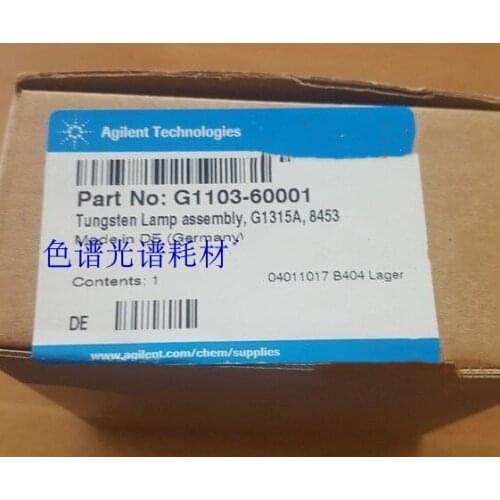 Agilent Technologies
Part No: G1103-60001
Tungsten Lamp assembly, G1315A, 8453
Made in DE (Germany)
色谱光谱耗材
Contents: 1
04011017 B404 Lager
DE
www.agilent.com/chem/supplies